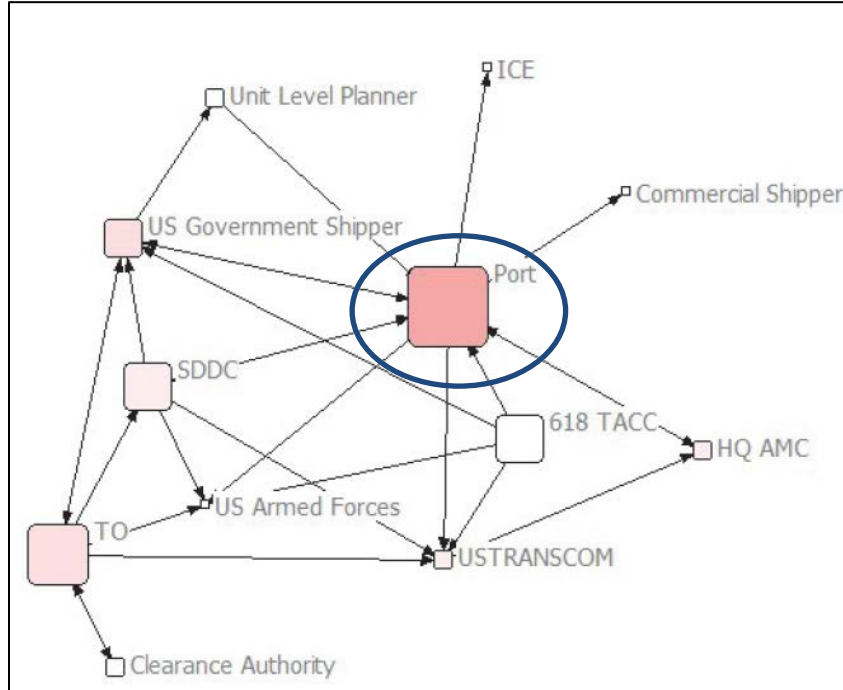 ICE
Unit Level Planner
Commercial Shipper
US Government Shipper
Port
SDDC
618 TACC
HQ AMC
US Armed Forces
TO
USTRANSCOM
Clearance Authority